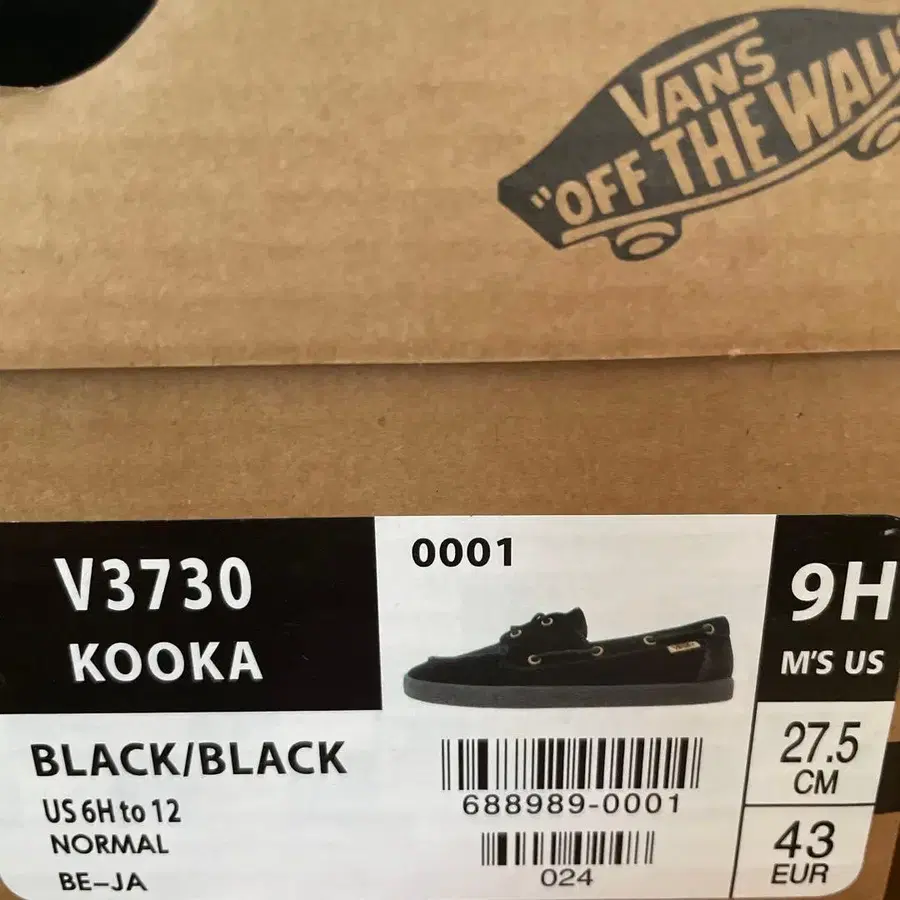 VANS
"OFF THE WALL
V3730
KOOKA
0001
9H
M'S US
BLACK/BLACK
US 6H to 12
NORMAL
BE-JA
688989-0001
024
27.5
CM
43
EUR